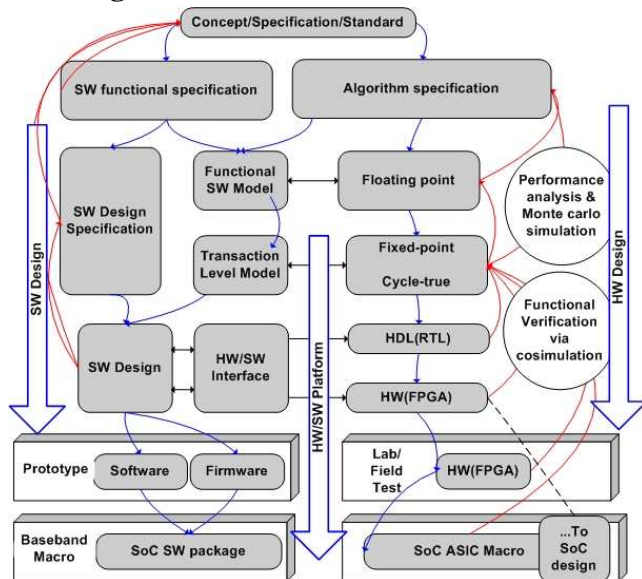 Concept/Specification/Standard
SW functional specification
Algorithm specification
SW Design
Specification
Functional
SW Model
Floating point
Performance
analysis &
Monte carlo
simulation
Transaction
Level Model
Fixed-point
Cycle-true
SW Design
HW Design
HW/SW Platform
Functional
Verification
via
cosimulation
SW Design
HW/SW
Interface
HDL(RTL)
HW(FPGA)
Prototype
Software
Firmware
Lab/
Field
Test
HW(FPGA)
Baseband
Macro
SoC SW package
SoC ASIC Macro
...To
SoC
design